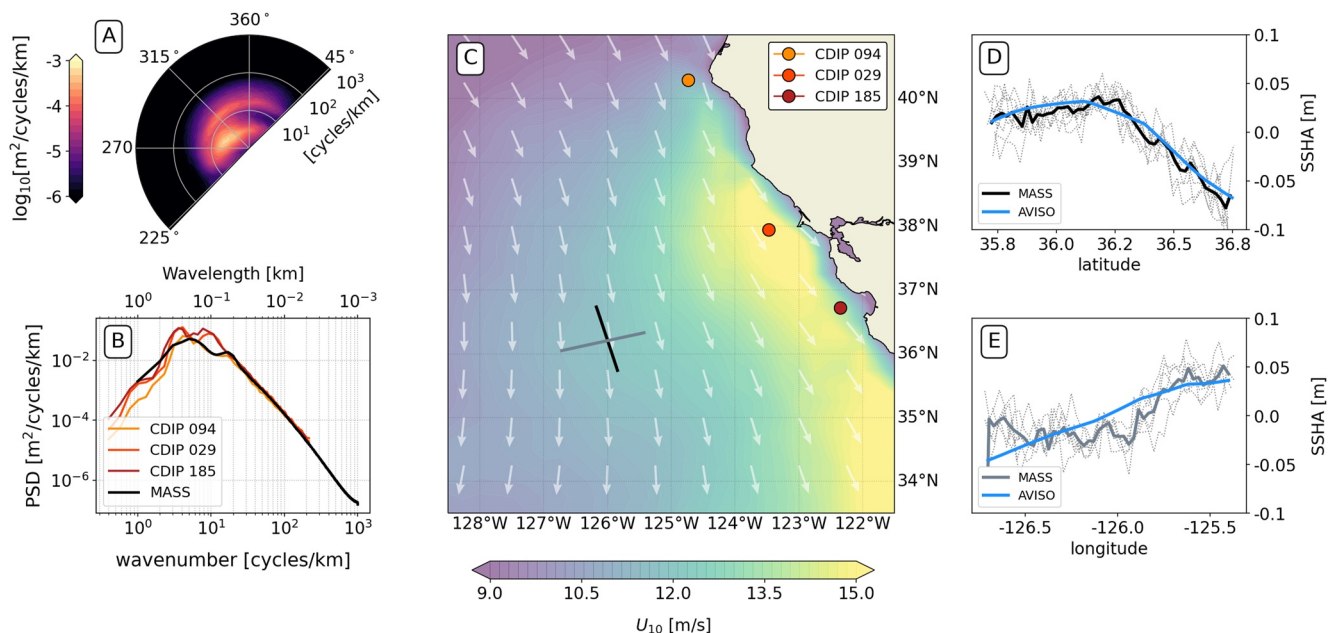 A
360°
315°
45°
10³
10²
10¹
[cycles/km]
270
225°
-3
-4
-5
-6
log₁₀[m²/cycles/km]
Wavelength [km]
10⁰ 10⁻¹ 10⁻² 10⁻³
B
10⁻²
10⁻⁴
10⁻⁶
PSD [m²/cycles/km]
CDIP 094
CDIP 029
CDIP 185
MASS
10⁰ 10¹ 10² 10³
wavenumber [cycles/km]
C
CDIP 094
CDIP 029
CDIP 185
40°N
39°N
38°N
37°N
36°N
35°N
34°N
128°W 127°W 126°W 125°W 124°W 123°W 122°W
9.0 10.5 12.0 13.5 15.0
U₁₀ [m/s]
D
0.1
0.05
0.0
-0.05
-0.1
SSHA [m]
MASS
AVISO
35.8 36.1 36.2 36.5 36.8
latitude
E
0.1
0.05
0.0
-0.05
-0.1
SSHA [m]
MASS
AVISO
-126.5 -126.0 -125.5
longitude